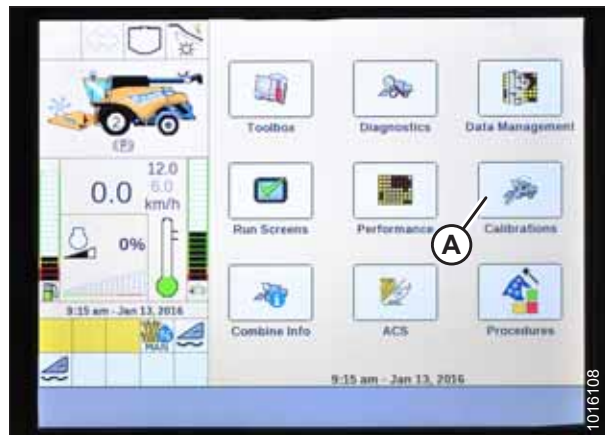 Toolbox
Diagnostics
Data Management
2
(P)
12.0
6.0
km/h
0.0
Run Screens
Performance
Calibrations
A
0%
9:15 am - Jan 13, 2016
MAN
Combine Info
ACS
Procedures
9:15 am - Jan 13, 2016
1016108